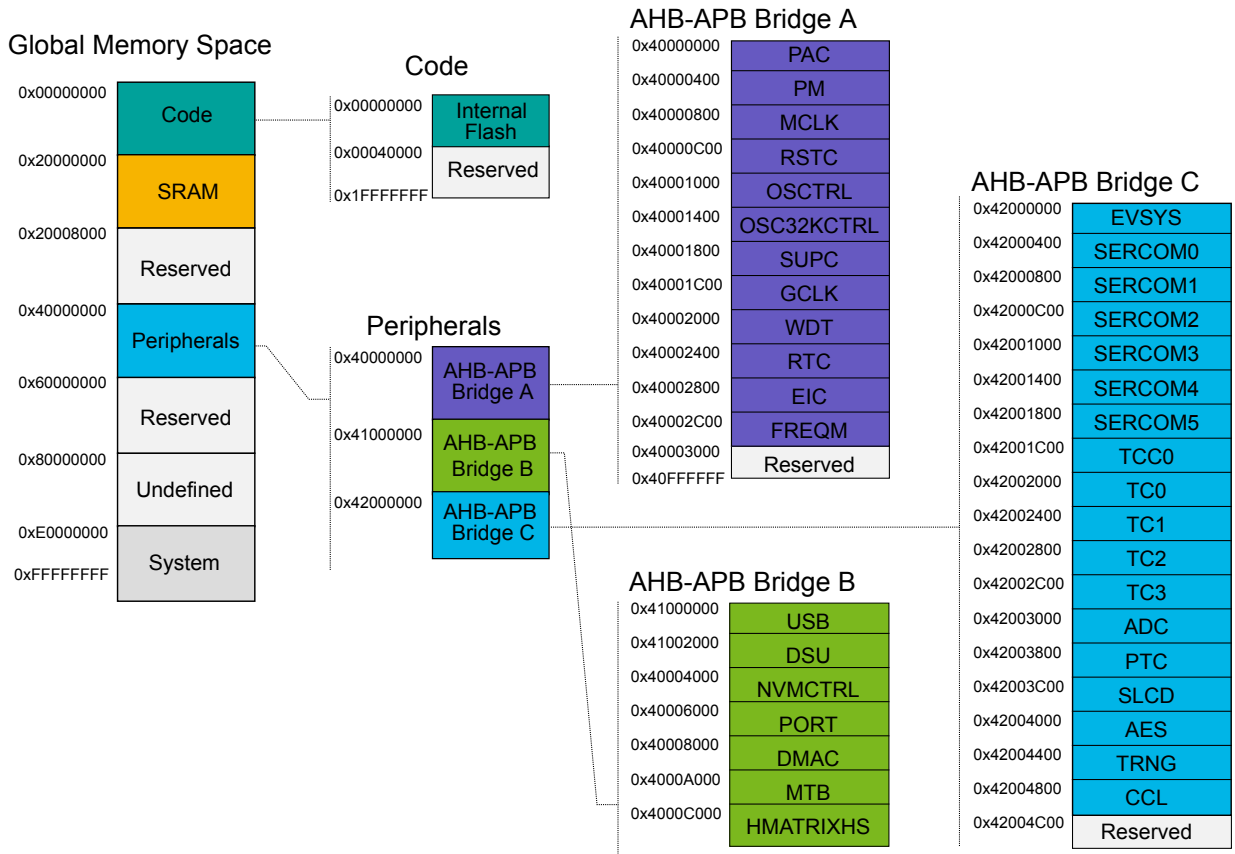 Global Memory Space
0x00000000
Code
0x20000000
SRAM
0x20008000
Reserved
0x40000000
Peripherals
0x60000000
Reserved
0x80000000
Undefined
0xE0000000
System
0xFFFFFFFF
Code
0x00000000
Internal
Flash
0x00040000
Reserved
0x1FFFFFFF
Peripherals
0x40000000
AHB-APB
Bridge A
0x41000000
AHB-APB
Bridge B
0x42000000
AHB-APB
Bridge C
AHB-APB Bridge A
0x40000000
PAC
0x40000400
PM
0x40000800
MCLK
0x40000C00
RSTC
0x40001000
OSCTRL
0x40001400
OSC32KCTRL
0x40001800
SUPC
0x40001C00
GCLK
0x40002000
WDT
0x40002400
RTC
0x40002800
EIC
0x40002C00
FREQM
0x40003000
Reserved
0x40FFFFFF
AHB-APB Bridge B
0x41000000
USB
0x41002000
DSU
0x40004000
NVMCTRL
0x40006000
PORT
0x40008000
DMAC
0x4000A000
MTB
0x4000C000
HMATRIXHS
AHB-APB Bridge C
0x42000000
EVSYS
0x42000400
SERCOM0
0x42000800
SERCOM1
0x42000C00
SERCOM2
0x42001000
SERCOM3
0x42001400
SERCOM4
0x42001800
SERCOM5
0x42001C00
TCC0
0x42002000
TC0
0x42002400
TC1
0x42002800
TC2
0x42002C00
TC3
0x42003000
ADC
0x42003800
PTC
0x42003C00
SLCD
0x42004000
AES
0x42004400
TRNG
0x42004800
CCL
0x42004C00
Reserved